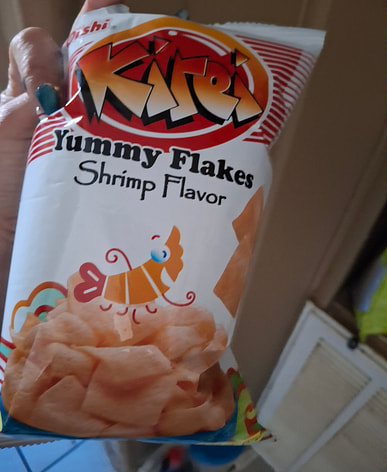 Oishi
Kirei
Yummy Flakes
Shrimp Flavor